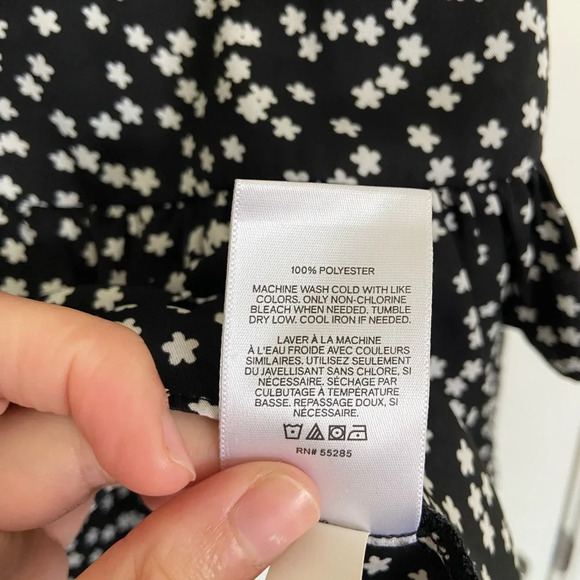 100% POLYESTER
MACHINE WASH COLD WITH LIKE
COLORS. ONLY NON-CHLORINE
BLEACH WHEN NEEDED. TUMBLE
DRY LOW. COOL IRON IF NEEDED.
LAVER À LA MACHINE
À L'EAU FROIDE AVEC COULEURS
SIMILAIRES. UTILISEZ SEULEMENT
DU JAVELLISANT SANS CHLORE, SI
NÉCESSAIRE. SÉCHAGE PAR
CULBUTAGE À TEMPÉRATURE
BASSE. REPASSAGE DOUX, SI
NÉCESSAIRE.
RN# 55285